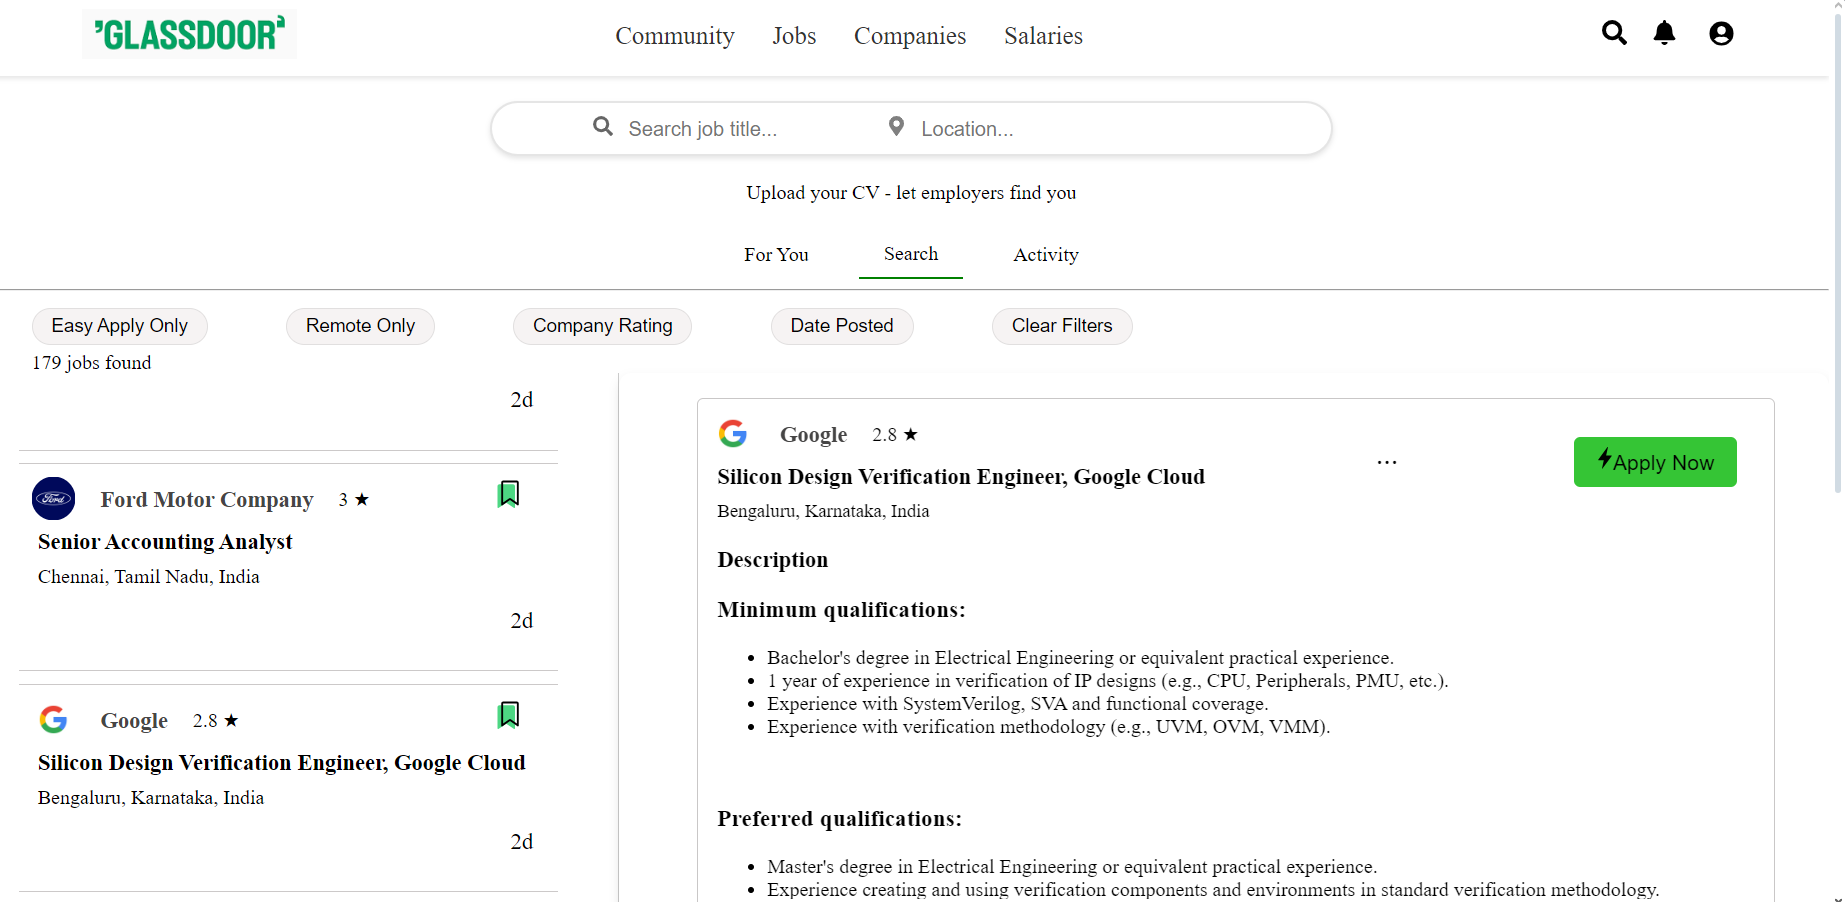 ’GLASSDOOR’
Community Jobs Companies Salaries
Search job title... Location...
Upload your CV - let employers find you
For You Search Activity
Easy Apply Only Remote Only Company Rating Date Posted Clear Filters
179 jobs found
2d
Ford
Ford Motor Company 3 ★
Senior Accounting Analyst
Chennai, Tamil Nadu, India
2d
Google 2.8 ★
Silicon Design Verification Engineer, Google Cloud
Bengaluru, Karnataka, India
2d
Google 2.8 ★
...
Apply Now
Silicon Design Verification Engineer, Google Cloud
Bengaluru, Karnataka, India
Description
Minimum qualifications:
• Bachelor's degree in Electrical Engineering or equivalent practical experience.
• 1 year of experience in verification of IP designs (e.g., CPU, Peripherals, PMU, etc.).
• Experience with SystemVerilog, SVA and functional coverage.
• Experience with verification methodology (e.g., UVM, OVM, VMM).
Preferred qualifications:
• Master's degree in Electrical Engineering or equivalent practical experience.
• Experience creating and using verification components and environments in standard verification methodology.